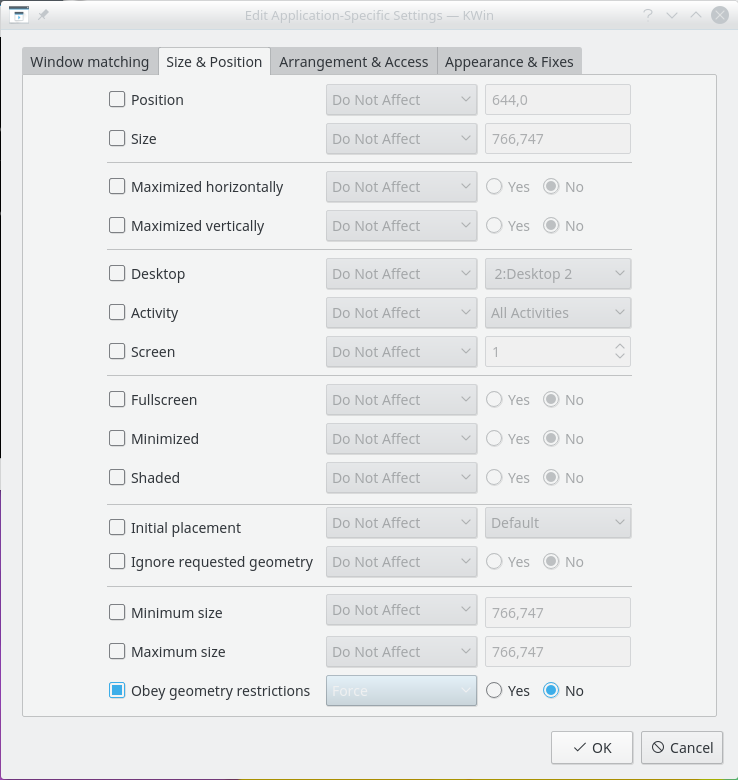 Edit Application-Specific Settings — KWin
Window matching Size & Position Arrangement & Access Appearance & Fixes
Position Do Not Affect 644,0
Size Do Not Affect 766,747
Maximized horizontally Do Not Affect Yes No
Maximized vertically Do Not Affect Yes No
Desktop Do Not Affect 2:Desktop 2
Activity Do Not Affect All Activities
Screen Do Not Affect 1
Fullscreen Do Not Affect Yes No
Minimized Do Not Affect Yes No
Shaded Do Not Affect Yes No
Initial placement Do Not Affect Default
Ignore requested geometry Do Not Affect Yes No
Minimum size Do Not Affect 766,747
Maximum size Do Not Affect 766,747
Obey geometry restrictions Force Yes No
OK Cancel